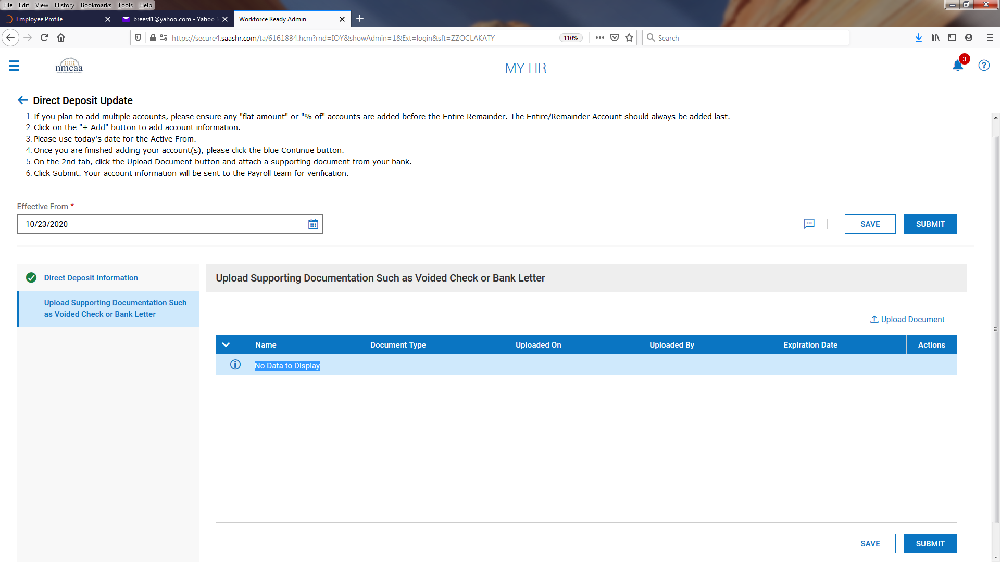 File Edit View History Bookmarks Tools Help
Employee Profile
brees41@yahoo.com - Yahoo
Workforce Ready Admin
https://secure4.saashr.com/ta/6161884.hcm?rnd=IOY&showAdmin=1&Ext=login&sft=ZZOCLAKATY
110%
Search
nmcaa
MY HR
3
?
Direct Deposit Update
1. If you plan to add multiple accounts, please ensure any "flat amount" or "% of" accounts are added before the Entire Remainder. The Entire/Remainder Account should always be added last.
2. Click on the "+ Add" button to add account information.
3. Please use today's date for the Active From.
4. Once you are finished adding your account(s), please click the blue Continue button.
5. On the 2nd tab, click the Upload Document button and attach a supporting document from your bank.
6. Click Submit. Your account information will be sent to the Payroll team for verification.
Effective From *
10/23/2020
SAVE
SUBMIT
Direct Deposit Information
Upload Supporting Documentation Such
as Voided Check or Bank Letter
Upload Supporting Documentation Such as Voided Check or Bank Letter
Upload Document
Name Document Type Uploaded On Uploaded By Expiration Date Actions
No Data to Display
SAVE
SUBMIT